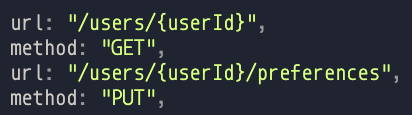 url: "/users/{userId}",
method: "GET",
url: "/users/{userId}/preferences",
method: "PUT",